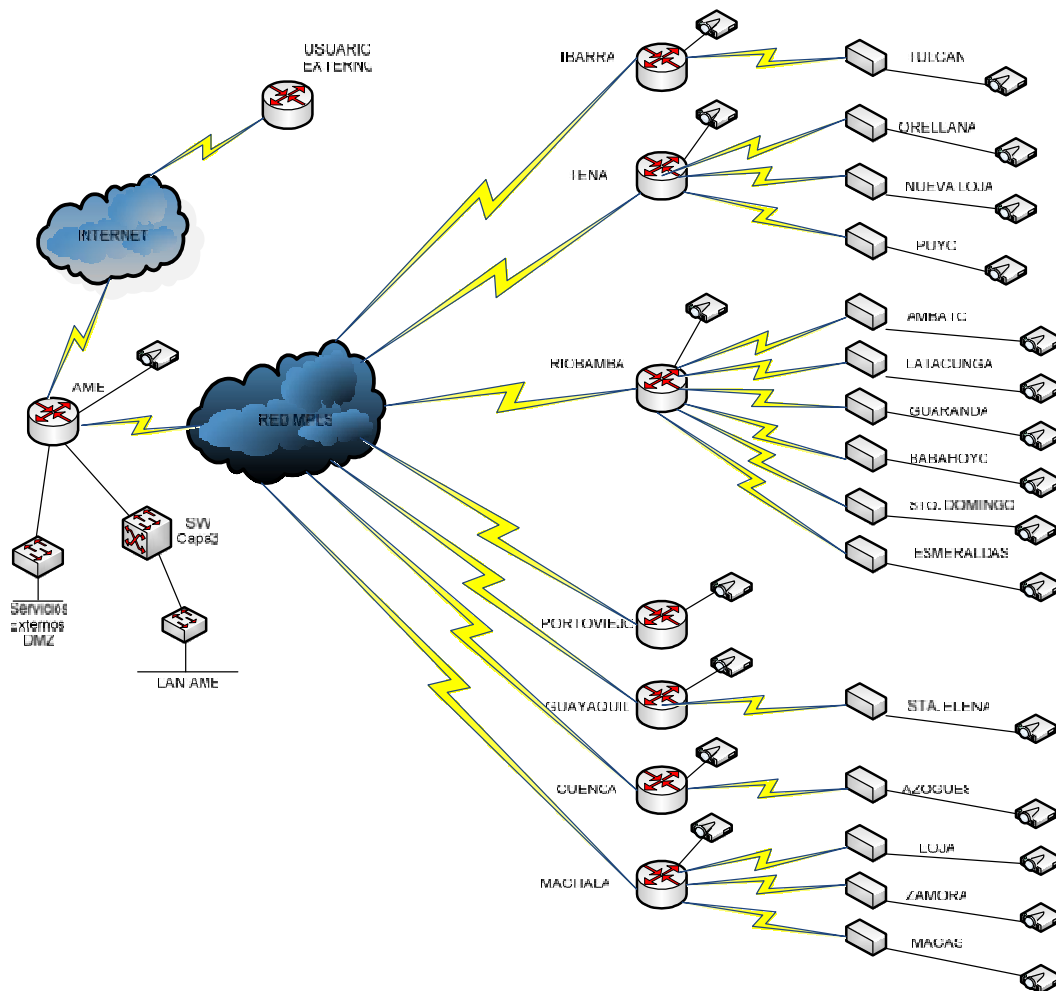 USUARIO
EXTERNO
INTERNET
AME
RED MPLS
SW
Capa3
Servicios
externos
DMZ
LAN AME
IBARRA
TULCAN
TENA
ORELLANA
NUEVA LOJA
PUYO
RIOBAMBA
AMBATO
LATACUNGA
GUARANDA
BABAHOYO
STO. DOMINGO
ESMERALDAS
PORTOVIEJO
GUAYAQUIL
STA. ELENA
CUENCA
AZOGUES
MACHALA
LOJA
ZAMORA
MACAS